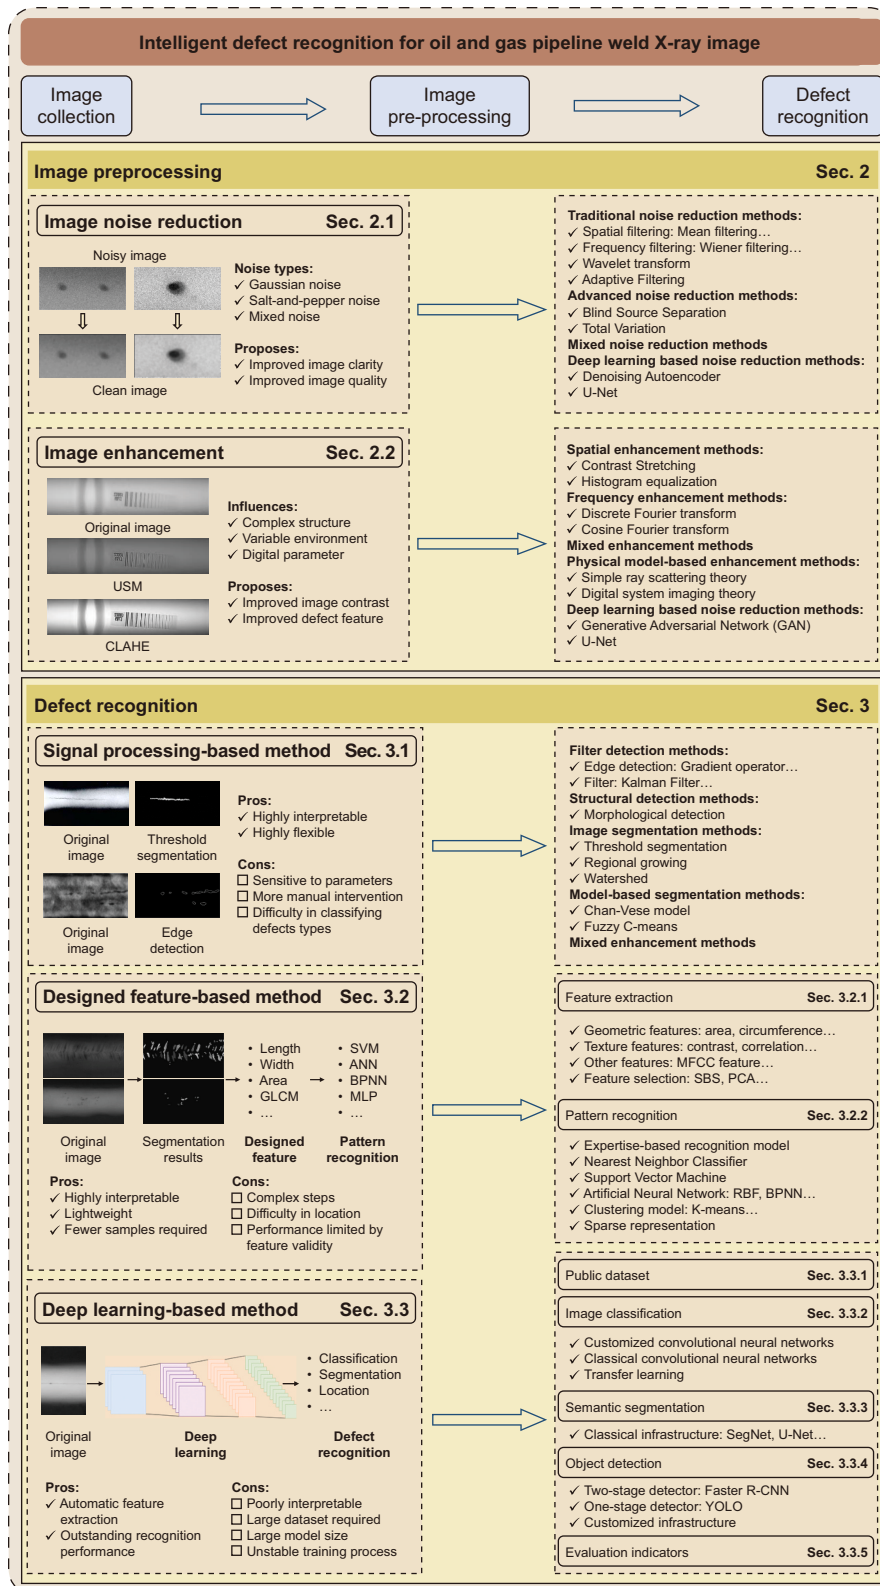 Intelligent defect recognition for oil and gas pipeline weld X-ray image
Image
collection
Image
pre-processing
Defect
recognition
Image preprocessing
Sec. 2
Image noise reduction
Sec. 2.1
Noisy image
Clean image
Noise types:
✓ Gaussian noise
✓ Salt-and-pepper noise
✓ Mixed noise
Proposes:
✓ Improved image clarity
✓ Improved image quality
Traditional noise reduction methods:
✓ Spatial filtering: Mean filtering…
✓ Frequency filtering: Wiener filtering…
✓ Wavelet transform
✓ Adaptive Filtering
Advanced noise reduction methods:
✓ Blind Source Separation
✓ Total Variation
Mixed noise reduction methods
Deep learning based noise reduction methods:
✓ Denoising Autoencoder
✓ U-Net
Image enhancement
Sec. 2.2
Original image
USM
CLAHE
Influences:
✓ Complex structure
✓ Variable environment
✓ Digital parameter
Proposes:
✓ Improved image contrast
✓ Improved defect feature
Spatial enhancement methods:
✓ Contrast Stretching
✓ Histogram equalization
Frequency enhancement methods:
✓ Discrete Fourier transform
✓ Cosine Fourier transform
Mixed enhancement methods
Physical model-based enhancement methods:
✓ Simple ray scattering theory
✓ Digital system imaging theory
Deep learning based noise reduction methods:
✓ Generative Adversarial Network (GAN)
✓ U-Net
Defect recognition
Sec. 3
Signal processing-based method
Sec. 3.1
Original
image
Threshold
segmentation
Original
image
Edge
detection
Pros:
✓ Highly interpretable
✓ Highly flexible
Cons:
☐ Sensitive to parameters
☐ More manual intervention
☐ Difficulty in classifying
defects types
Filter detection methods:
✓ Edge detection: Gradient operator…
✓ Filter: Kalman Filter…
Structural detection methods:
✓ Morphological detection
Image segmentation methods:
✓ Threshold segmentation
✓ Regional growing
✓ Watershed
Model-based segmentation methods:
✓ Chan-Vese model
✓ Fuzzy C-means
Mixed enhancement methods
Designed feature-based method
Sec. 3.2
Original
image
Segmentation
results
• Length
• Width
• Area
• GLCM
• …
Designed
feature
• SVM
• ANN
• BPNN
• MLP
• …
Pattern
recognition
Pros:
✓ Highly interpretable
✓ Lightweight
✓ Fewer samples required
Cons:
☐ Complex steps
☐ Difficulty in location
☐ Performance limited by
feature validity
Feature extraction
Sec. 3.2.1
✓ Geometric features: area, circumference…
✓ Texture features: contrast, correlation…
✓ Other features: MFCC feature…
✓ Feature selection: SBS, PCA…
Pattern recognition
Sec. 3.2.2
✓ Expertise-based recognition model
✓ Nearest Neighbor Classifier
✓ Support Vector Machine
✓ Artificial Neural Network: RBF, BPNN…
✓ Clustering model: K-means…
✓ Sparse representation
Deep learning-based method
Sec. 3.3
Original
image
Deep
learning
• Classification
• Segmentation
• Location
• …
Defect
recognition
Pros:
✓ Automatic feature
extraction
✓ Outstanding recognition
performance
Cons:
☐ Poorly interpretable
☐ Large dataset required
☐ Large model size
☐ Unstable training process
Public dataset
Sec. 3.3.1
Image classification
Sec. 3.3.2
✓ Customized convolutional neural networks
✓ Classical convolutional neural networks
✓ Transfer learning
Semantic segmentation
Sec. 3.3.3
✓ Classical infrastructure: SegNet, U-Net…
Object detection
Sec. 3.3.4
✓ Two-stage detector: Faster R-CNN
✓ One-stage detector: YOLO
✓ Customized infrastructure
Evaluation indicators
Sec. 3.3.5